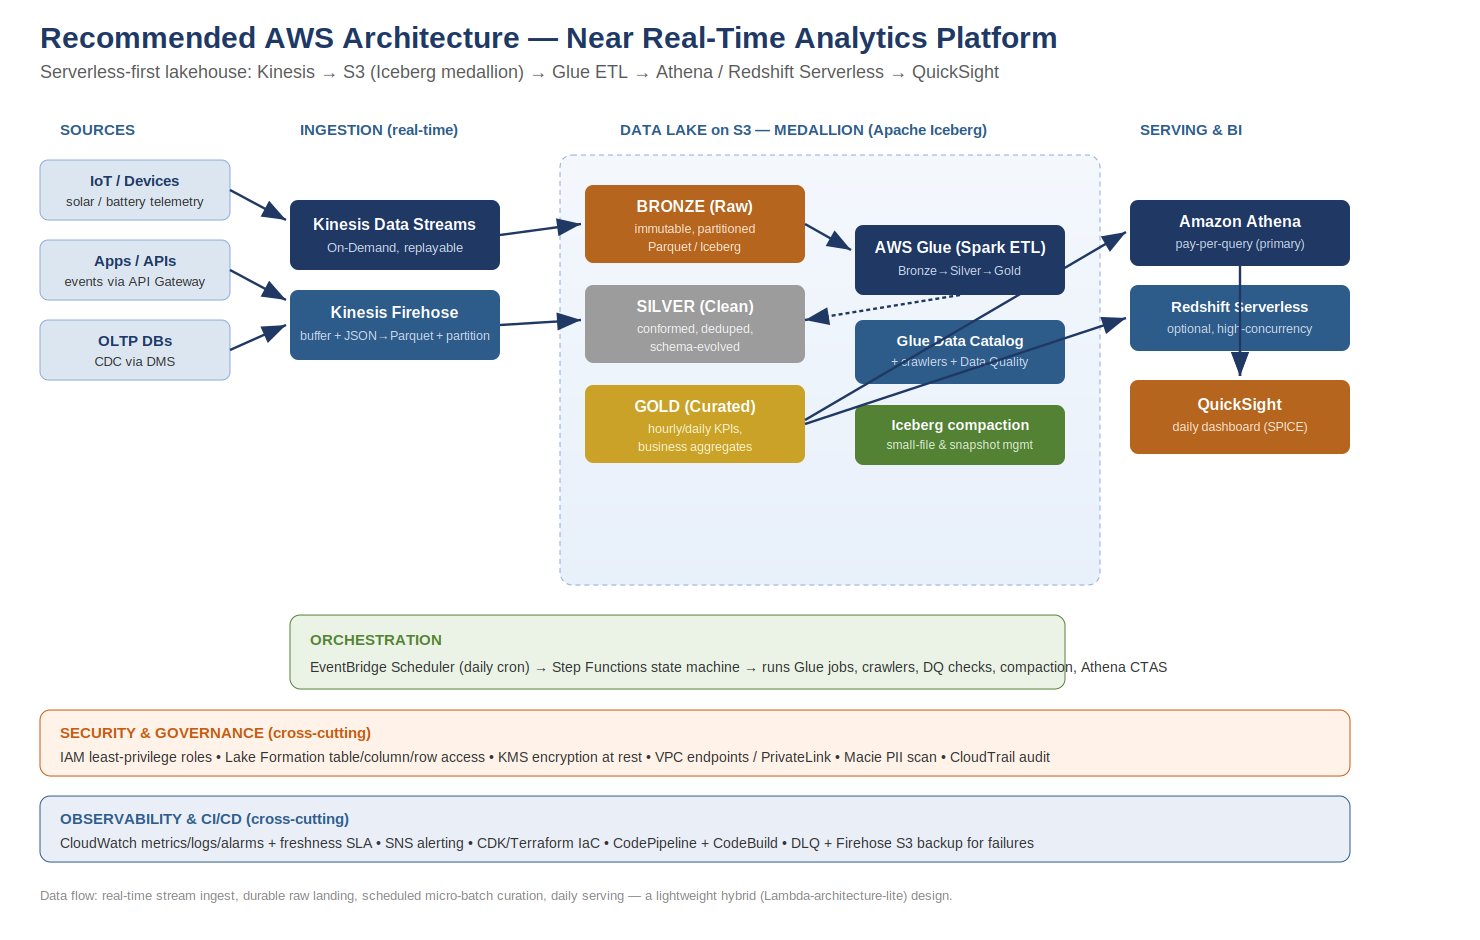 Recommended AWS Architecture — Near Real-Time Analytics Platform
Serverless-first lakehouse: Kinesis → S3 (Iceberg medallion) → Glue ETL → Athena / Redshift Serverless → QuickSight
SOURCES
IoT / Devices
solar / battery telemetry
Apps / APIs
events via API Gateway
OLTP DBs
CDC via DMS
INGESTION (real-time)
Kinesis Data Streams
On-Demand, replayable
Kinesis Firehose
buffer + JSON→Parquet + partition
DATA LAKE on S3 — MEDALLION (Apache Iceberg)
BRONZE (Raw)
immutable, partitioned
Parquet / Iceberg
SILVER (Clean)
conformed, deduped,
schema-evolved
GOLD (Curated)
hourly/daily KPIs,
business aggregates
AWS Glue (Spark ETL)
Bronze→Silver→Gold
Glue Data Catalog
+ crawlers + Data Quality
Iceberg compaction
small-file & snapshot mgmt
SERVING & BI
Amazon Athena
pay-per-query (primary)
Redshift Serverless
optional, high-concurrency
QuickSight
daily dashboard (SPICE)
ORCHESTRATION
EventBridge Scheduler (daily cron) → Step Functions state machine → runs Glue jobs, crawlers, DQ checks, compaction, Athena CTAS
SECURITY & GOVERNANCE (cross-cutting)
IAM least-privilege roles • Lake Formation table/column/row access • KMS encryption at rest • VPC endpoints / PrivateLink • Macie PII scan • CloudTrail audit
OBSERVABILITY & CI/CD (cross-cutting)
CloudWatch metrics/logs/alarms + freshness SLA • SNS alerting • CDK/Terraform IaC • CodePipeline + CodeBuild • DLQ + Firehose S3 backup for failures
Data flow: real-time stream ingest, durable raw landing, scheduled micro-batch curation, daily serving — a lightweight hybrid (Lambda-architecture-lite) design.